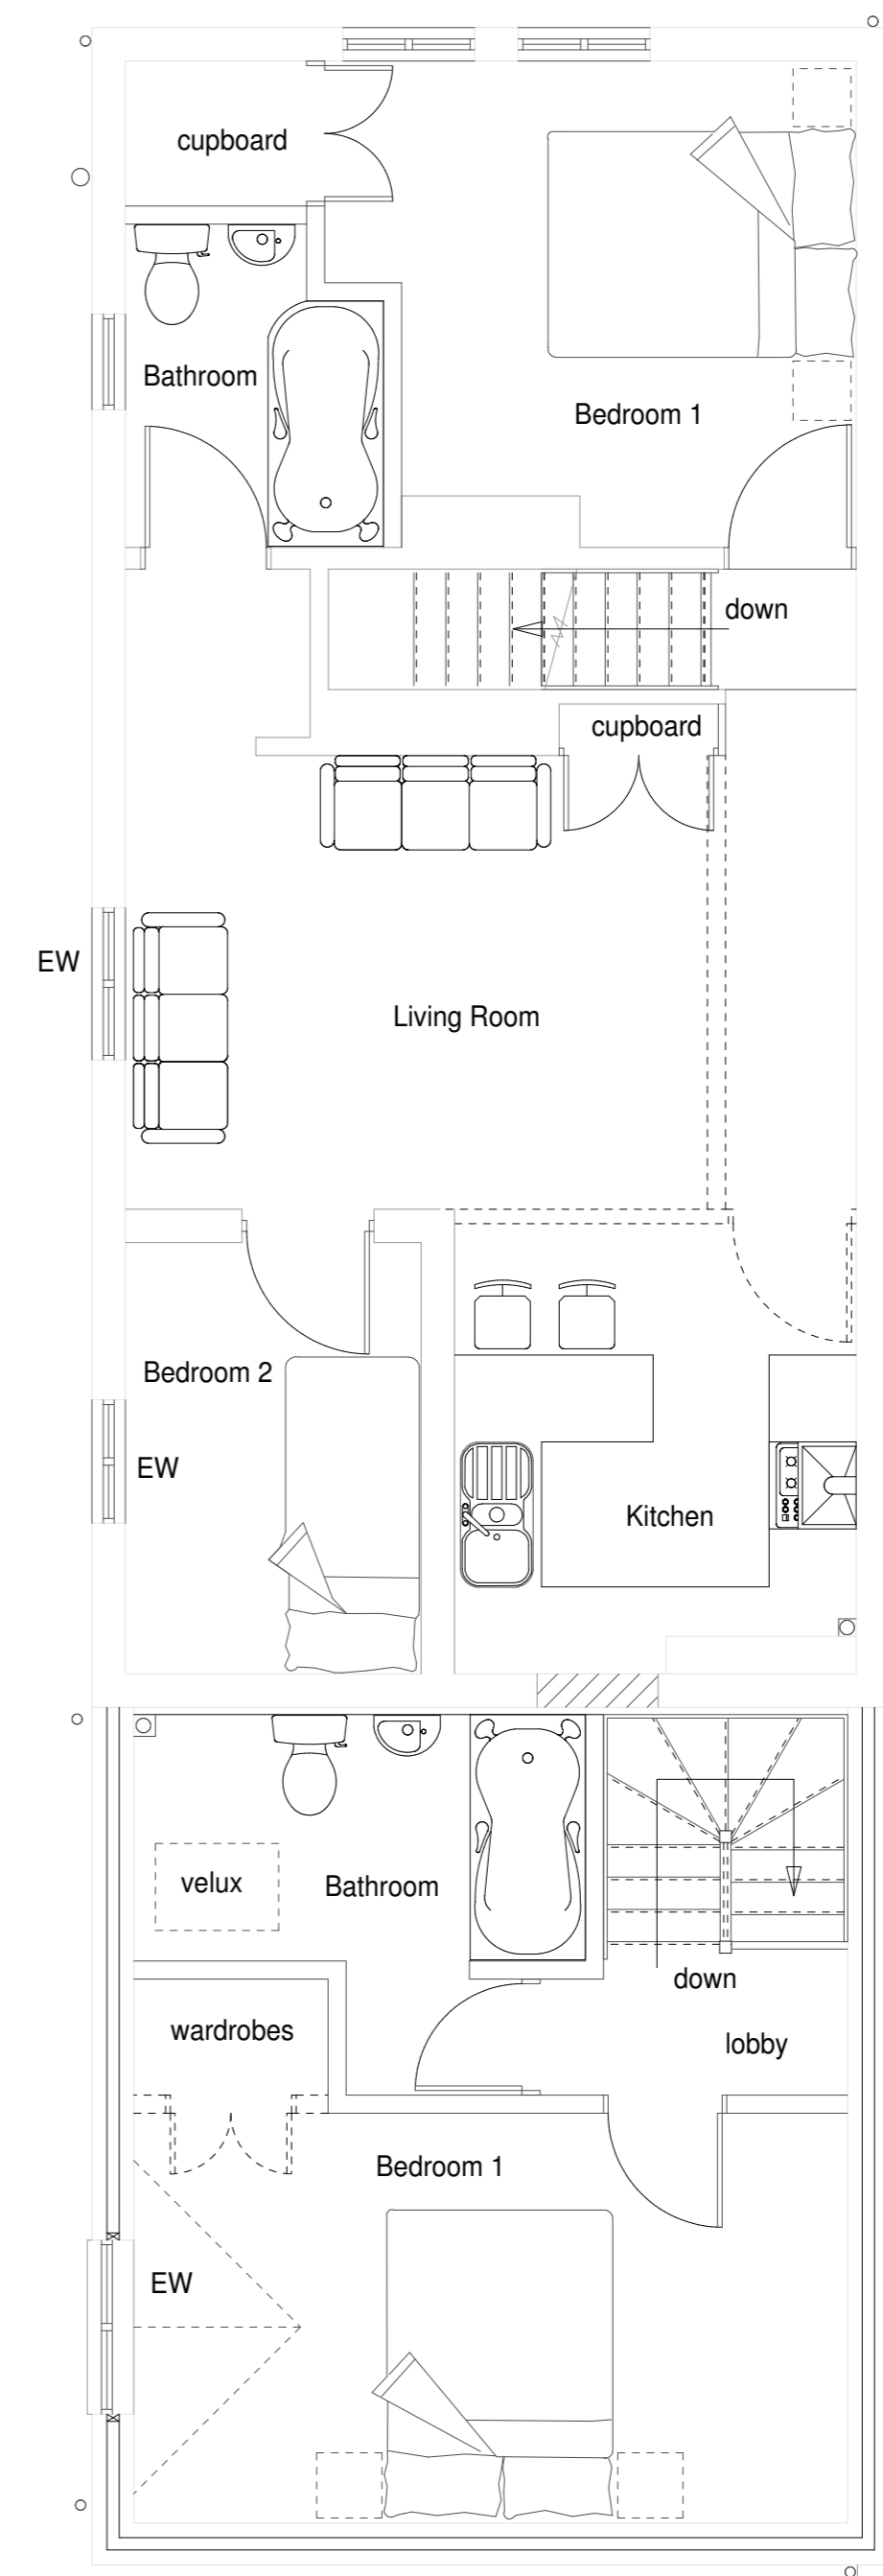 cupboard
Bathroom
Bedroom 1
down
cupboard
EW
Living Room
Bedroom 2
EW
Kitchen
velux
Bathroom
down
wardrobes
lobby
Bedroom 1
EW